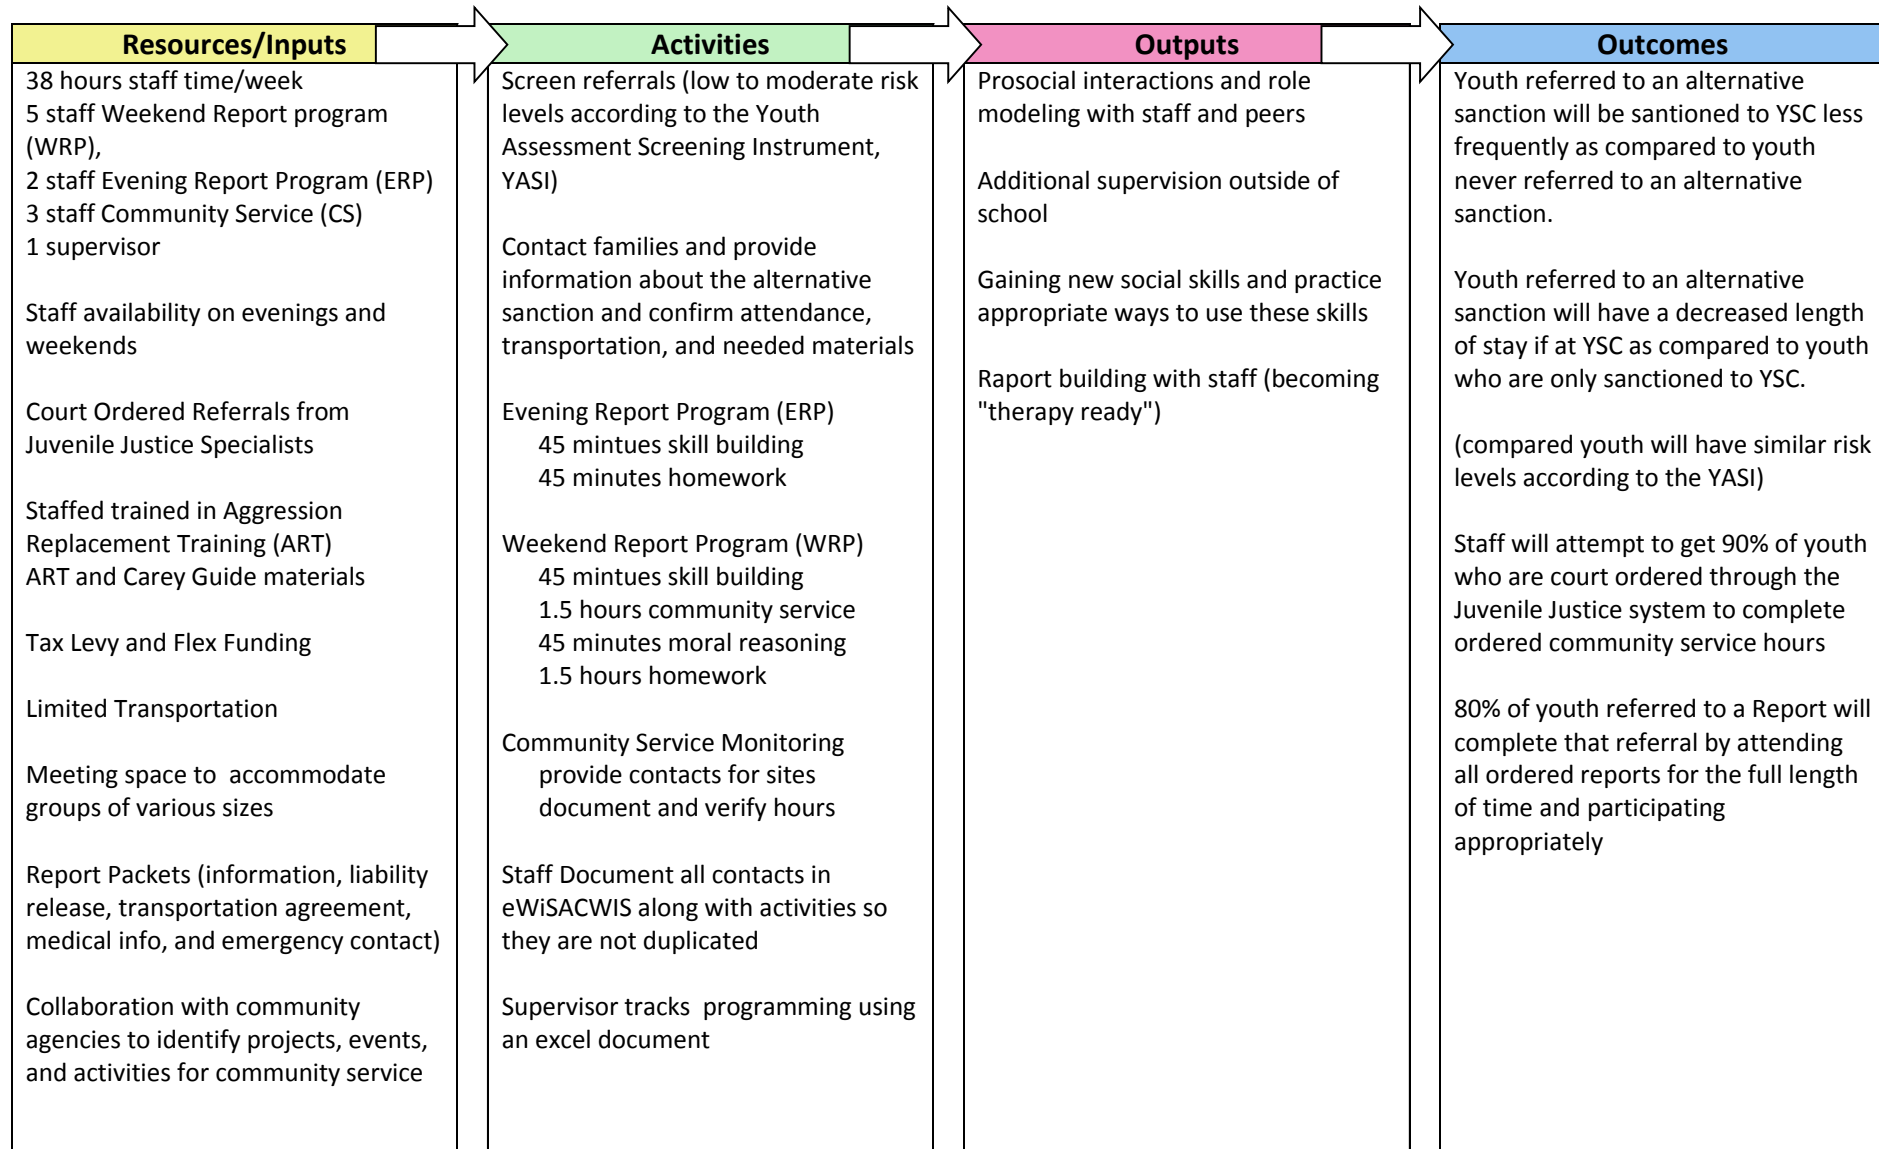 Resources/Inputs
38 hours staff time/week
5 staff Weekend Report program
(WRP),
2 staff Evening Report Program (ERP)
3 staff Community Service (CS)
1 supervisor
Staff availability on evenings and
weekends
Court Ordered Referrals from
Juvenile Justice Specialists
Staffed trained in Aggression
Replacement Training (ART)
ART and Carey Guide materials
Tax Levy and Flex Funding
Limited Transportation
Meeting space to  accommodate
groups of various sizes
Report Packets (information, liability
release, transportation agreement,
medical info, and emergency contact)
Collaboration with community
agencies to identify projects, events,
and activities for community service
Activities
Screen referrals (low to moderate risk
levels according to the Youth
Assessment Screening Instrument,
YASI)
Contact families and provide
information about the alternative
sanction and confirm attendance,
transportation, and needed materials
Evening Report Program (ERP)
45 mintues skill building
45 minutes homework
Weekend Report Program (WRP)
45 mintues skill building
1.5 hours community service
45 minutes moral reasoning
1.5 hours homework
Community Service Monitoring
provide contacts for sites
document and verify hours
Staff Document all contacts in
eWiSACWIS along with activities so
they are not duplicated
Supervisor tracks  programming using
an excel document
Outputs
Prosocial interactions and role
modeling with staff and peers
Additional supervision outside of
school
Gaining new social skills and practice
appropriate ways to use these skills
Raport building with staff (becoming
"therapy ready")
Outcomes
Youth referred to an alternative
sanction will be santioned to YSC less
frequently as compared to youth
never referred to an alternative
sanction.
Youth referred to an alternative
sanction will have a decreased length
of stay if at YSC as compared to youth
who are only sanctioned to YSC.
(compared youth will have similar risk
levels according to the YASI)
Staff will attempt to get 90% of youth
who are court ordered through the
Juvenile Justice system to complete
ordered community service hours
80% of youth referred to a Report will
complete that referral by attending
all ordered reports for the full length
of time and participating
appropriately